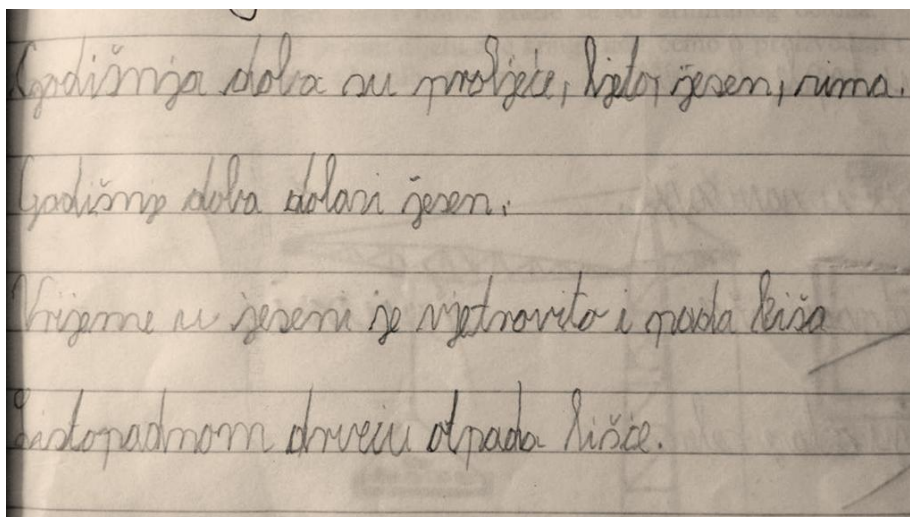 Godišnja doba su proljeće, ljeto, jesen, zima.
Godišnje doba dolazi jesen.
Vrijeme u jeseni je vjetrovito i pada kiša
Listopadnom drveću otpada lišće.